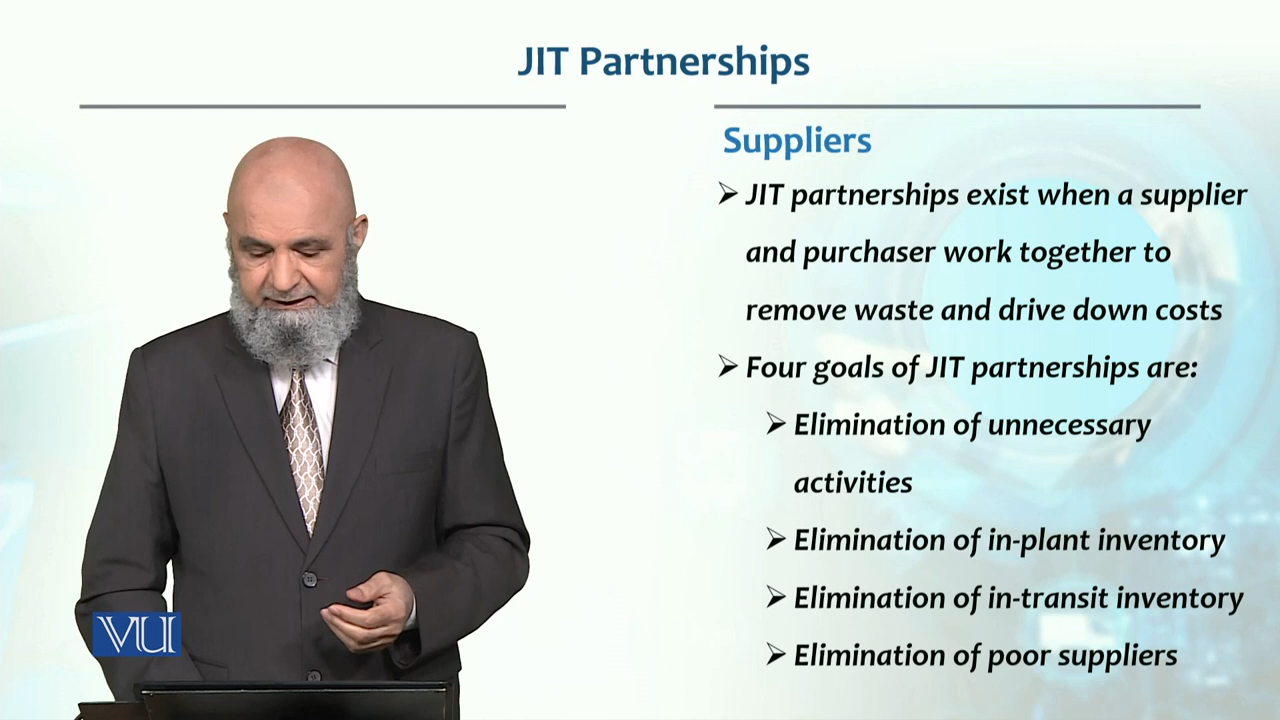 JIT Partnerships
Suppliers
➢ JIT partnerships exist when a supplier
and purchaser work together to
remove waste and drive down costs
➢ Four goals of JIT partnerships are:
➢ Elimination of unnecessary
activities
➢ Elimination of in-plant inventory
➢ Elimination of in-transit inventory
➢ Elimination of poor suppliers
VU